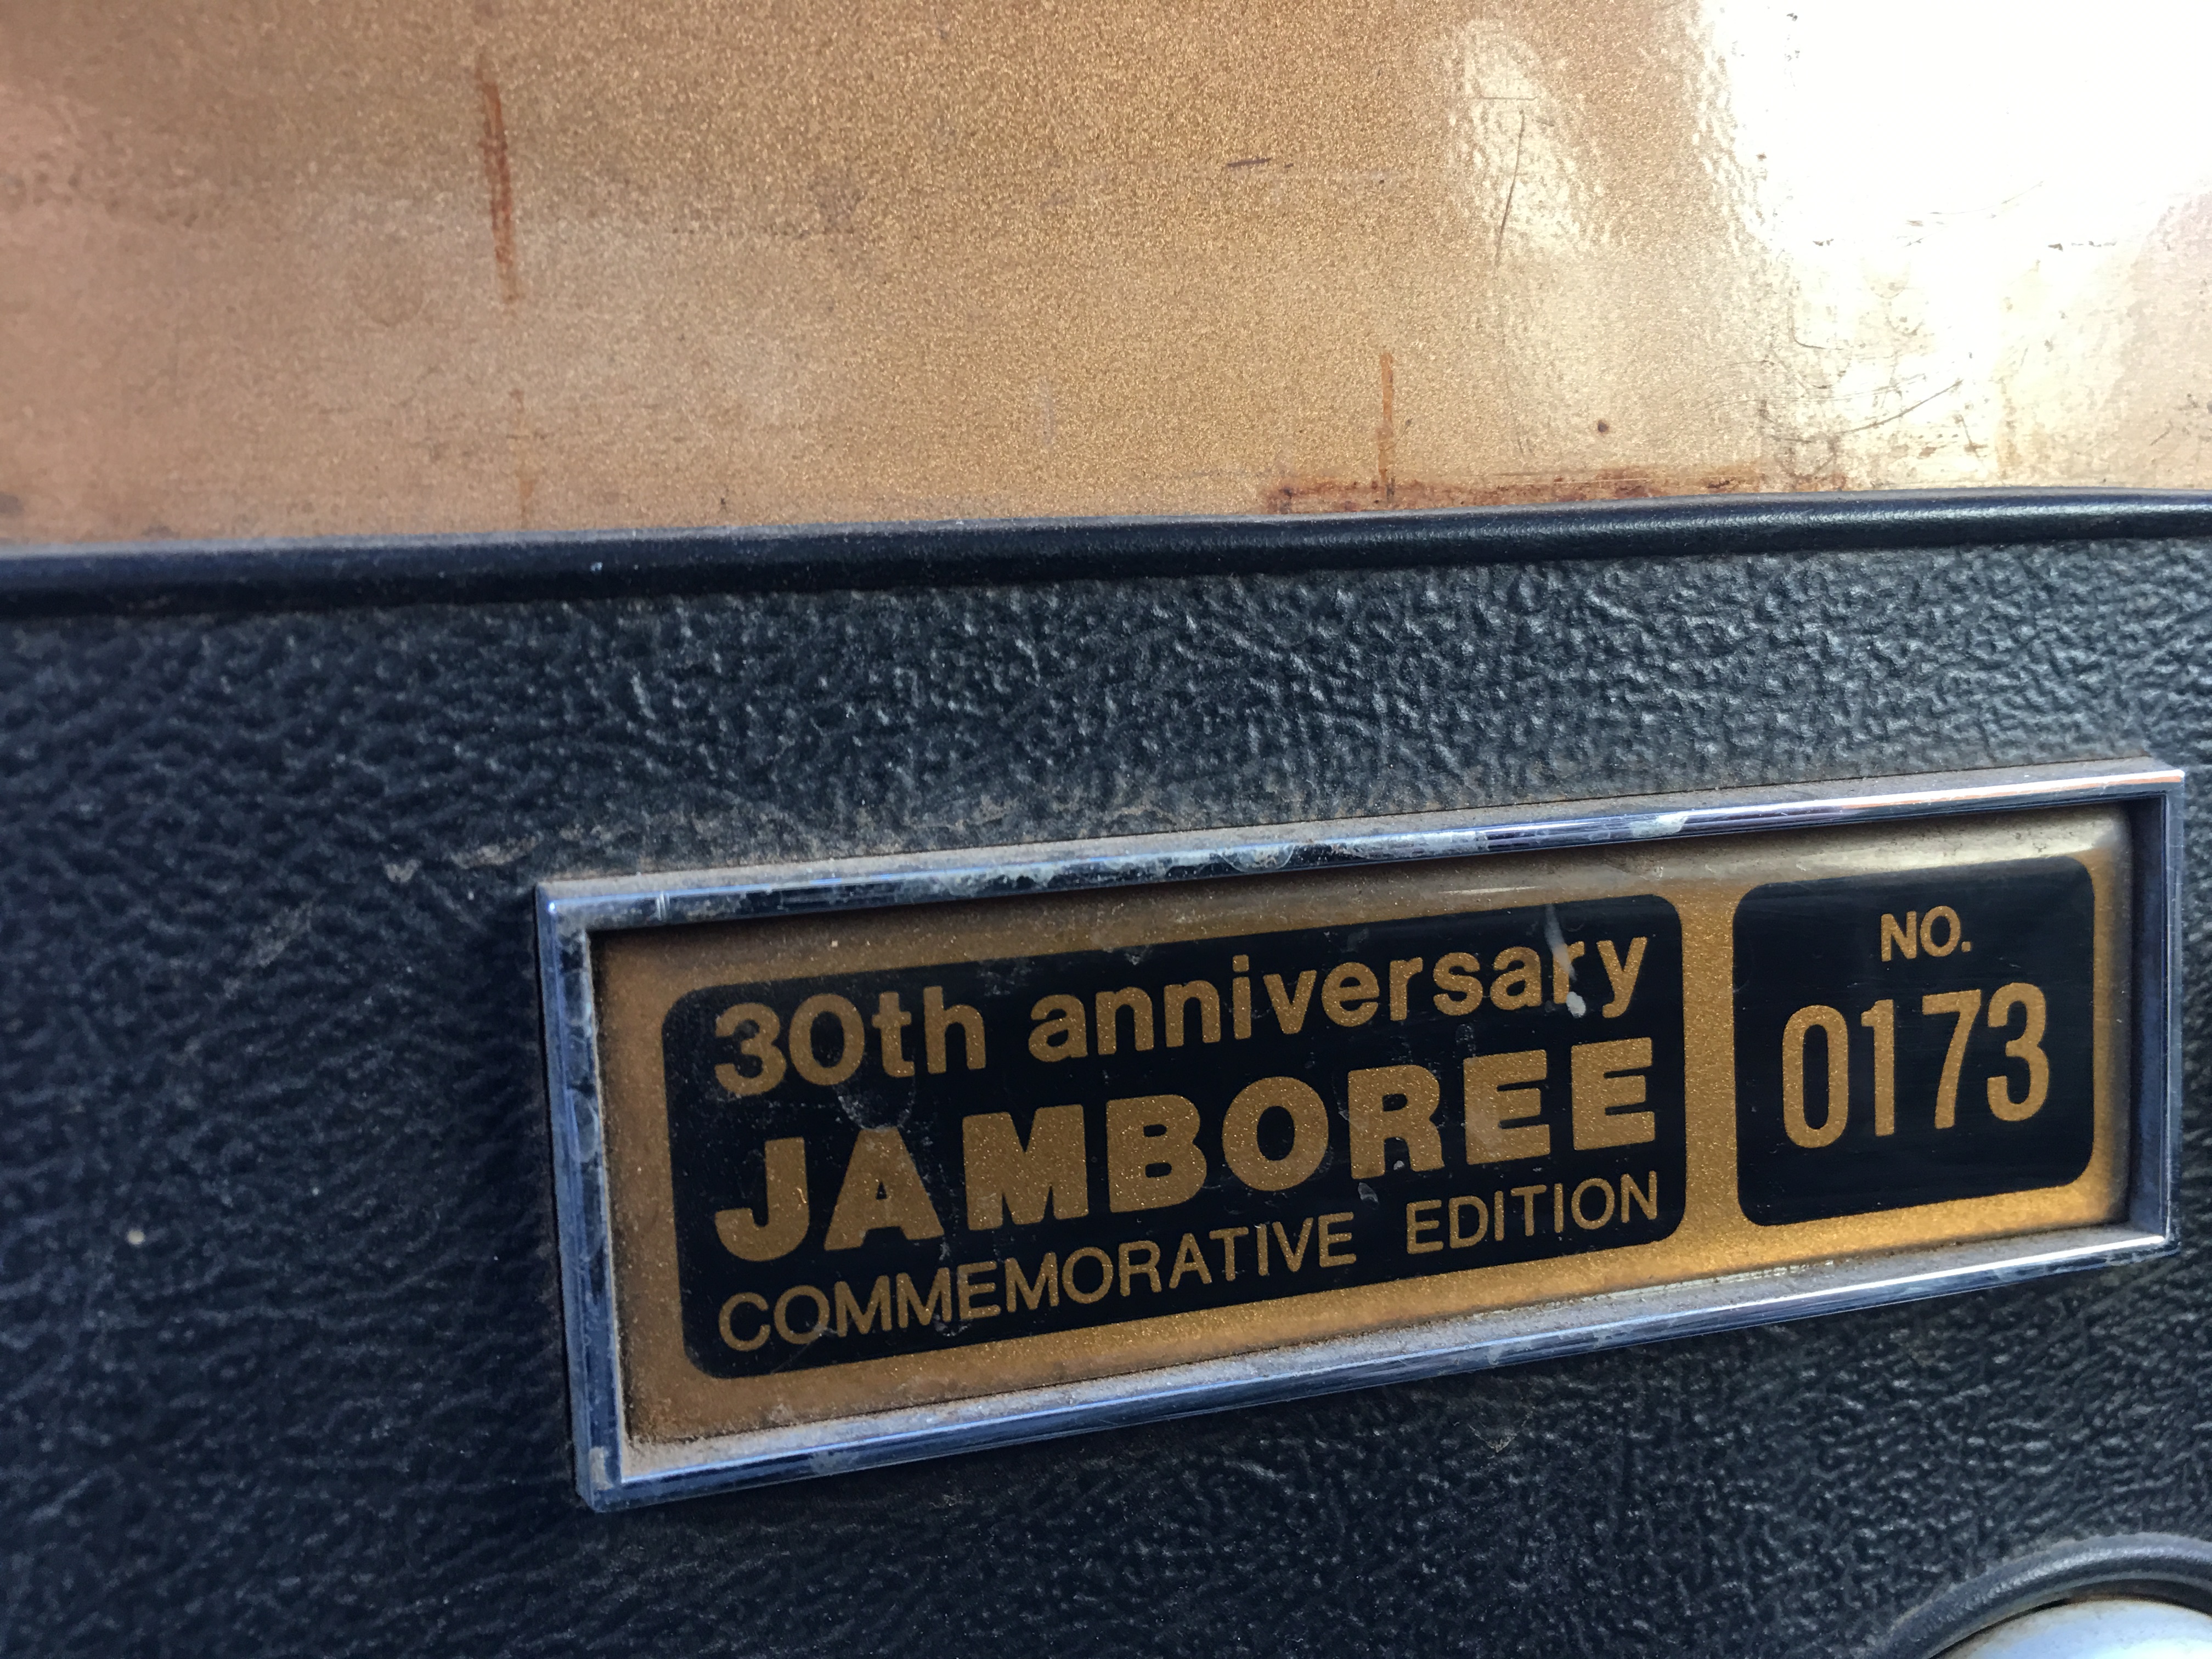 30th anniversary
JAMBOREE
COMMEMORATIVE EDITION
NO.
0173